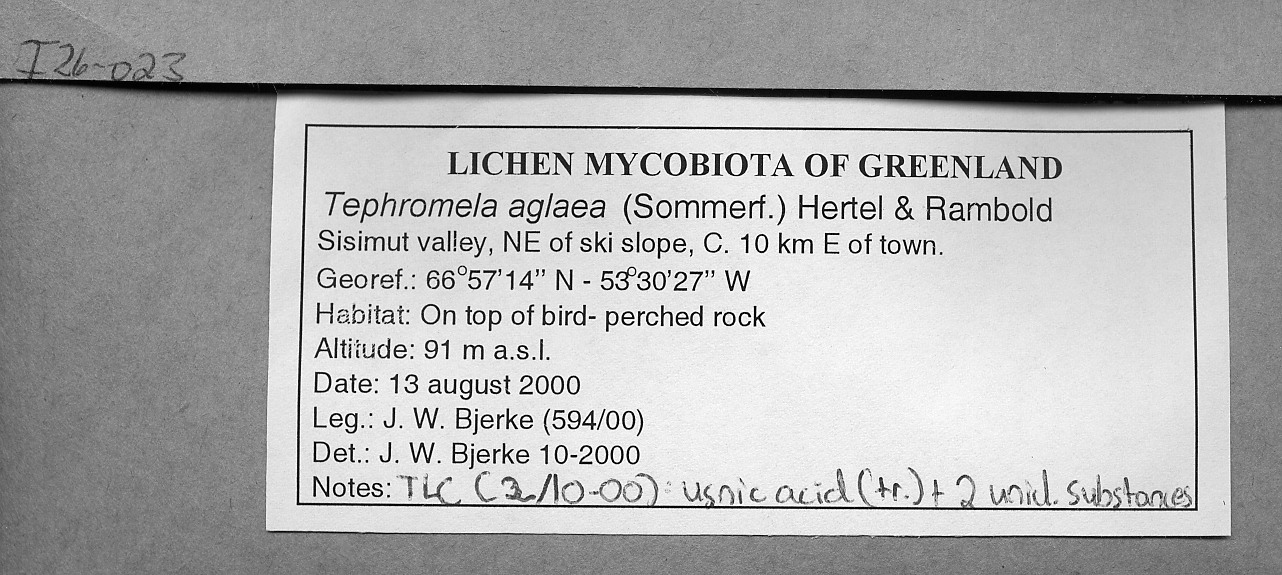 I26-023
LICHEN MYCOBIOTA OF GREENLAND
Tephromela aglaea (Sommerf.) Hertel & Rambold
Sisimut valley, NE of ski slope, C. 10 km E of town.
Georef.: 66°57'14" N - 53°30'27" W
Habitat: On top of bird- perched rock
Altitude: 91 m a.s.l.
Date: 13 august 2000
Leg.: J. W. Bjerke (594/00)
Det.: J. W. Bjerke 10-2000
Notes: TLC (2/10-00): usnic acid (tr.) + 2 unid. substances